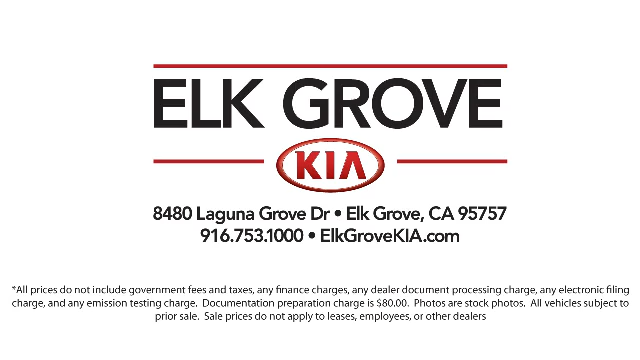 ELK GROVE
KIA
8480 Laguna Grove Dr • Elk Grove, CA 95757
916.753.1000 • ElkGroveKIA.com
*All prices do not include government fees and taxes, any finance charges, any dealer document processing charge, any electronic filing
charge, and any emission testing charge. Documentation preparation charge is $80.00. Photos are stock photos. All vehicles subject to
prior sale. Sale prices do not apply to leases, employees, or other dealers